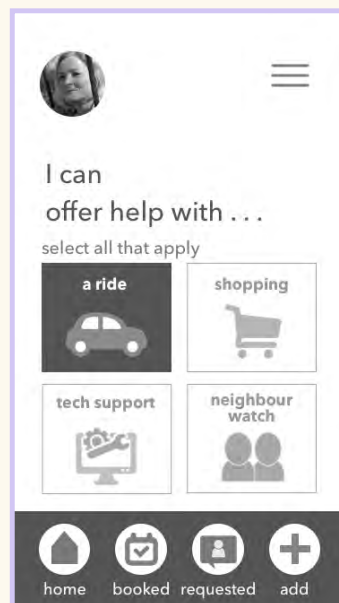 I can
offer help with . . .
select all that apply
a ride
shopping
tech support
neighbour
watch
home
booked
requested
add